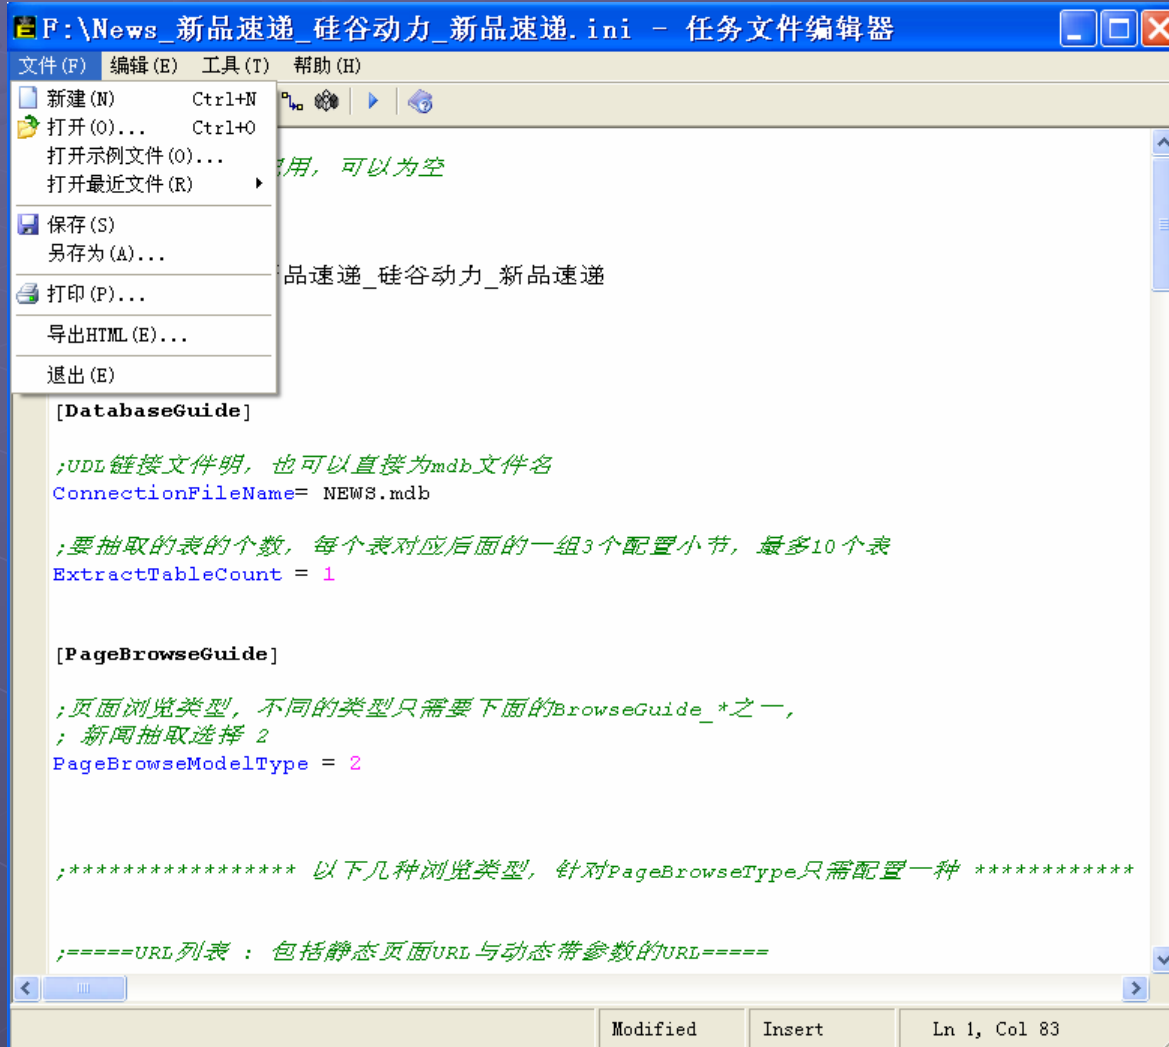 F:\News_新品速递_硅谷动力_新品速递.ini - 任务文件编辑器
文件(F) 编辑(E) 工具(T) 帮助(H)
新建(N) Ctrl+N
打开(O)... Ctrl+O
打开示例文件(O)...
用, 可以为空
打开最近文件(R)
保存(S)
另存为(A)...
品速递_硅谷动力_新品速递
打印(P)...
导出HTML(E)...
退出(E)
[DatabaseGuide]
;UDL链接文件明, 也可以直接为mdb文件名
ConnectionFileName= NEWS.mdb
;要抽取的表的个数, 每个表对应后面的一组3个配置小节, 最多10个表
ExtractTableCount = 1
[PageBrowseGuide]
;页面浏览类型, 不同的类型只需要下面的BrowseGuide_*之一,
; 新闻抽取选择 2
PageBrowseModelType = 2
;***************** 以下几种浏览类型, 针对PageBrowseType只需配置一种 ************
;=====URL列表 : 包括静态页面URL与动态带参数的URL=====
Modified Insert Ln 1, Col 83